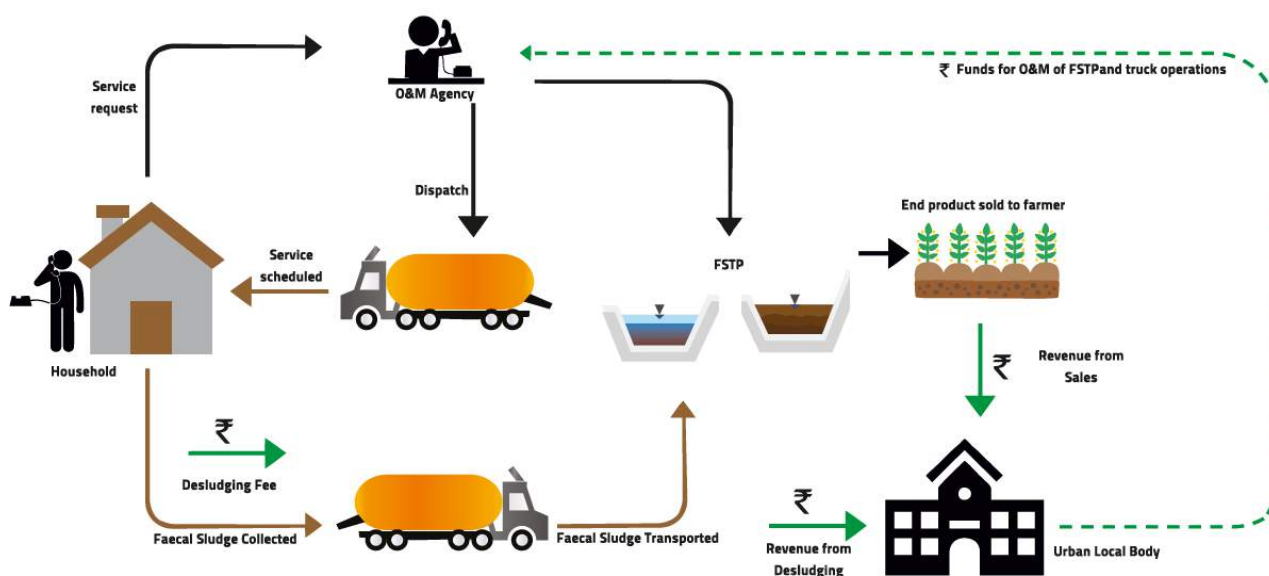 ₹ Funds for O&M of FSTPand truck operations
Service
request
O&M Agency
Dispatch
End product sold to farmer
Service
scheduled
FSTP
Household
₹
Revenue from
Sales
₹
Desludging Fee
₹
Faecal Sludge Collected
Faecal Sludge Transported
Revenue from
Desludging
Urban Local Body